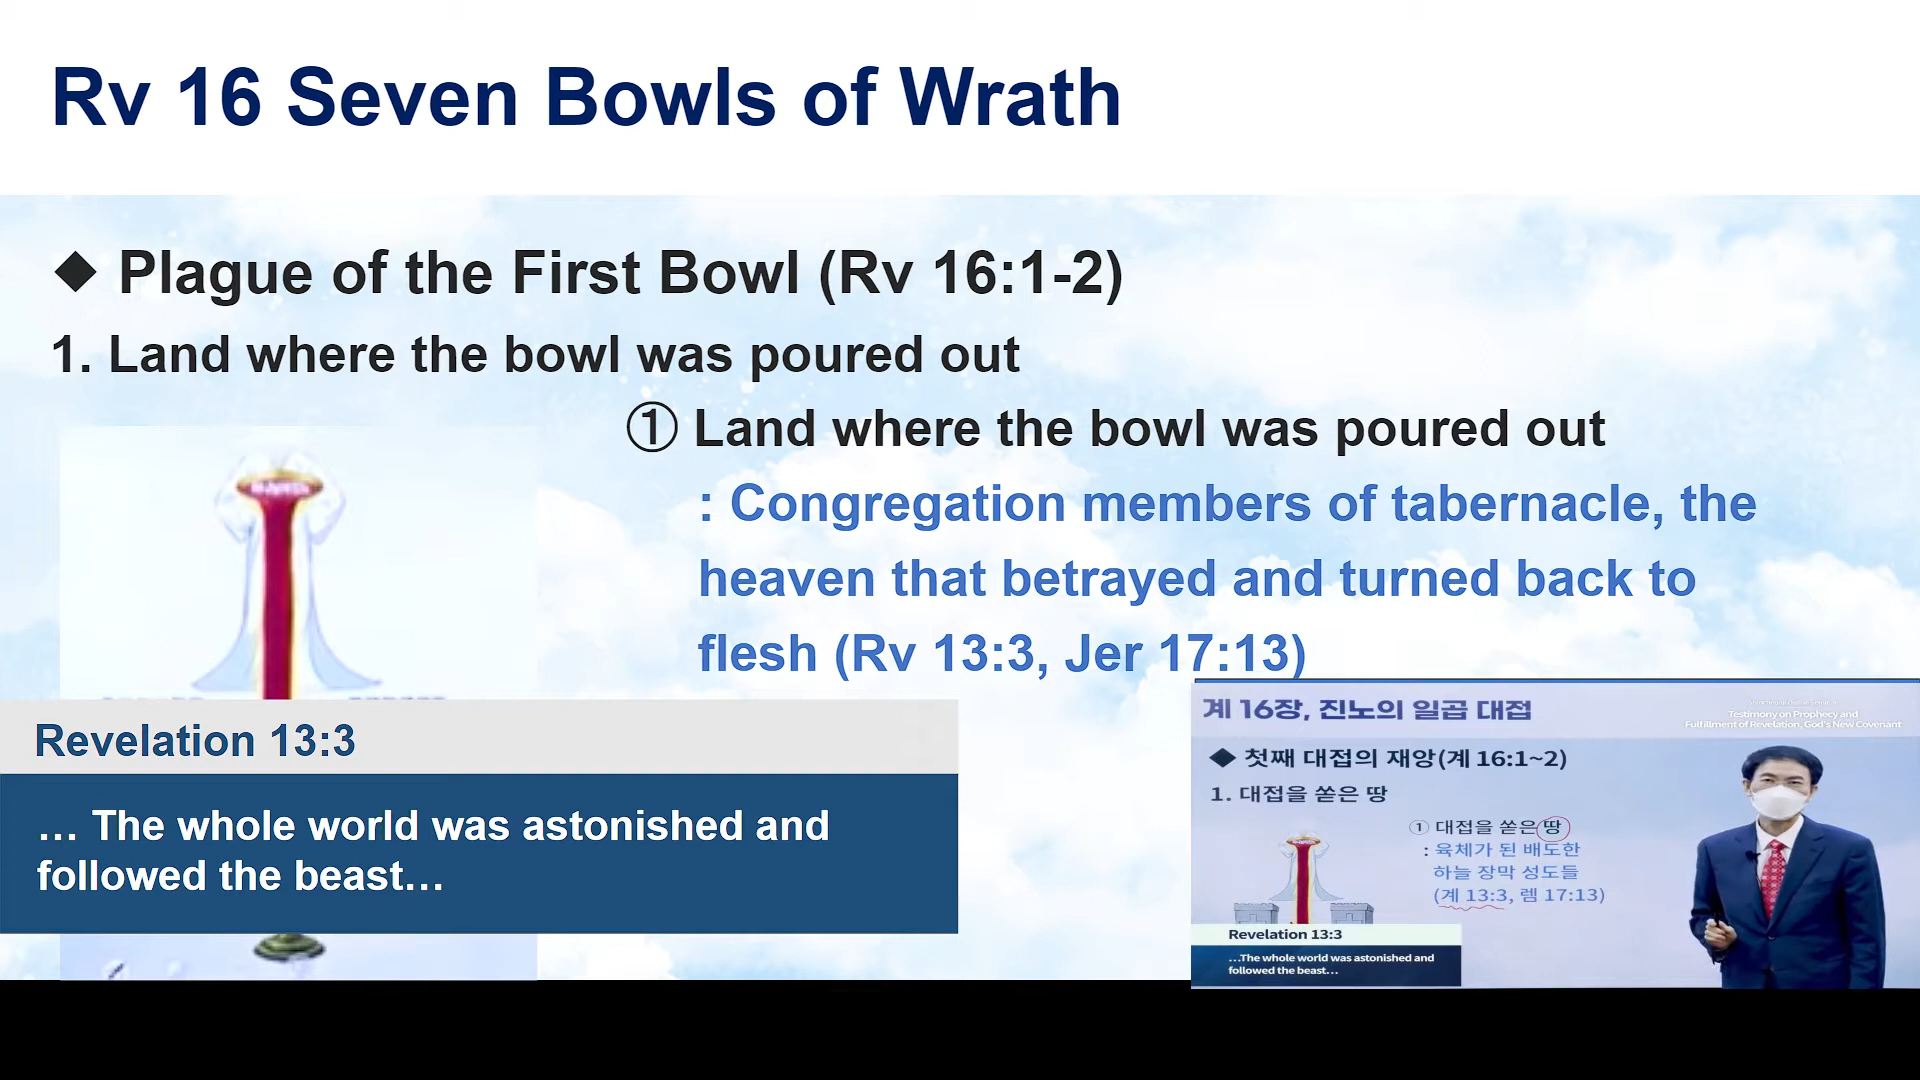 Rv 16 Seven Bowls of Wrath
◆ Plague of the First Bowl (Rv 16:1-2)
1. Land where the bowl was poured out
① Land where the bowl was poured out
: Congregation members of tabernacle, the
heaven that betrayed and turned back to
flesh (Rv 13:3, Jer 17:13)
Revelation 13:3
… The whole world was astonished and
followed the beast…
계 16장, 진노의 일곱 대접
Testimony on Prophecy and
Fulfillment of Revelation, God's New Covenant
◆ 첫째 대접의 재앙(계 16:1~2)
1. 대접을 쏟은 땅
① 대접을 쏟은 땅
: 육체가 된 배도한
하늘 장막 성도들
(계 13:3, 렘 17:13)
Revelation 13:3
…The whole world was astonished and
followed the beast…